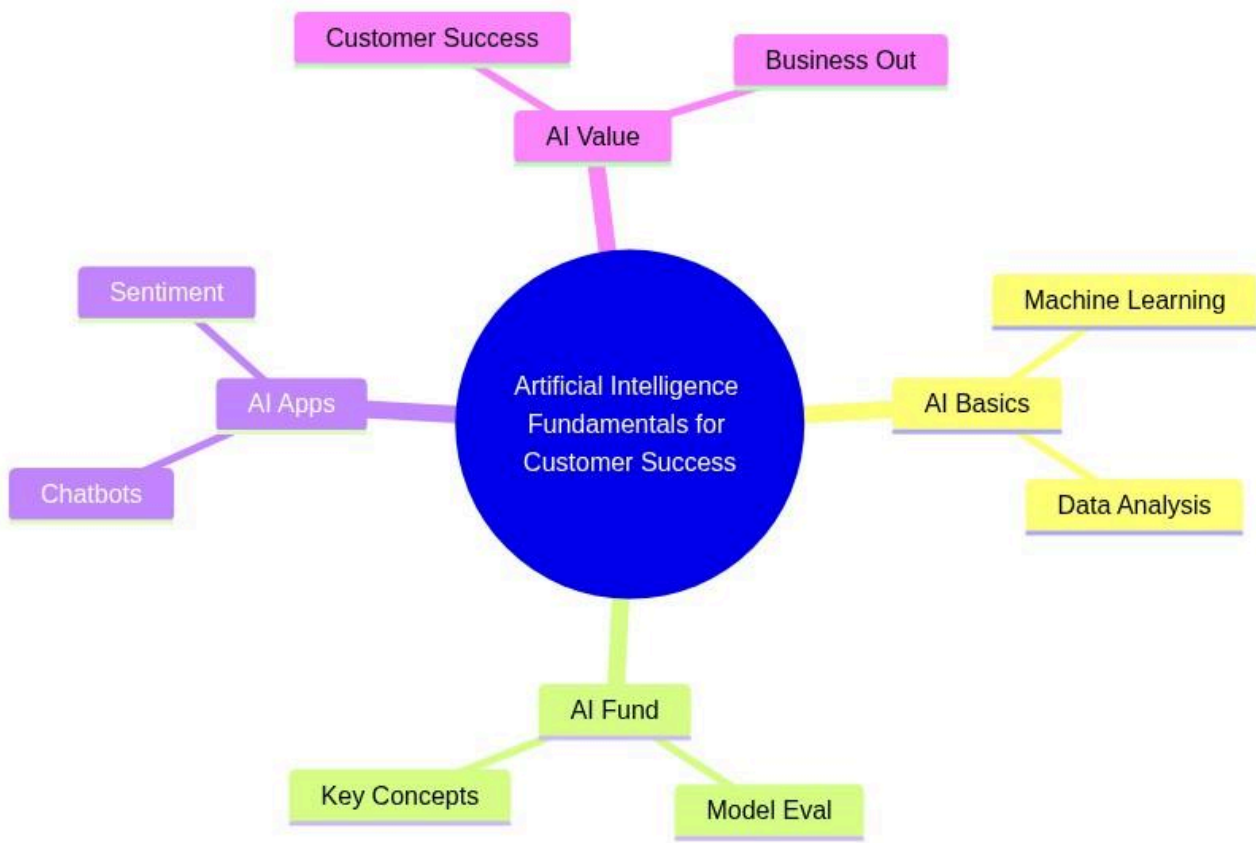 Customer Success
Business Out
AI Value
Sentiment
Machine Learning
AI Apps
Artificial Intelligence
Fundamentals for
Customer Success
AI Basics
Chatbots
Data Analysis
AI Fund
Key Concepts
Model Eval